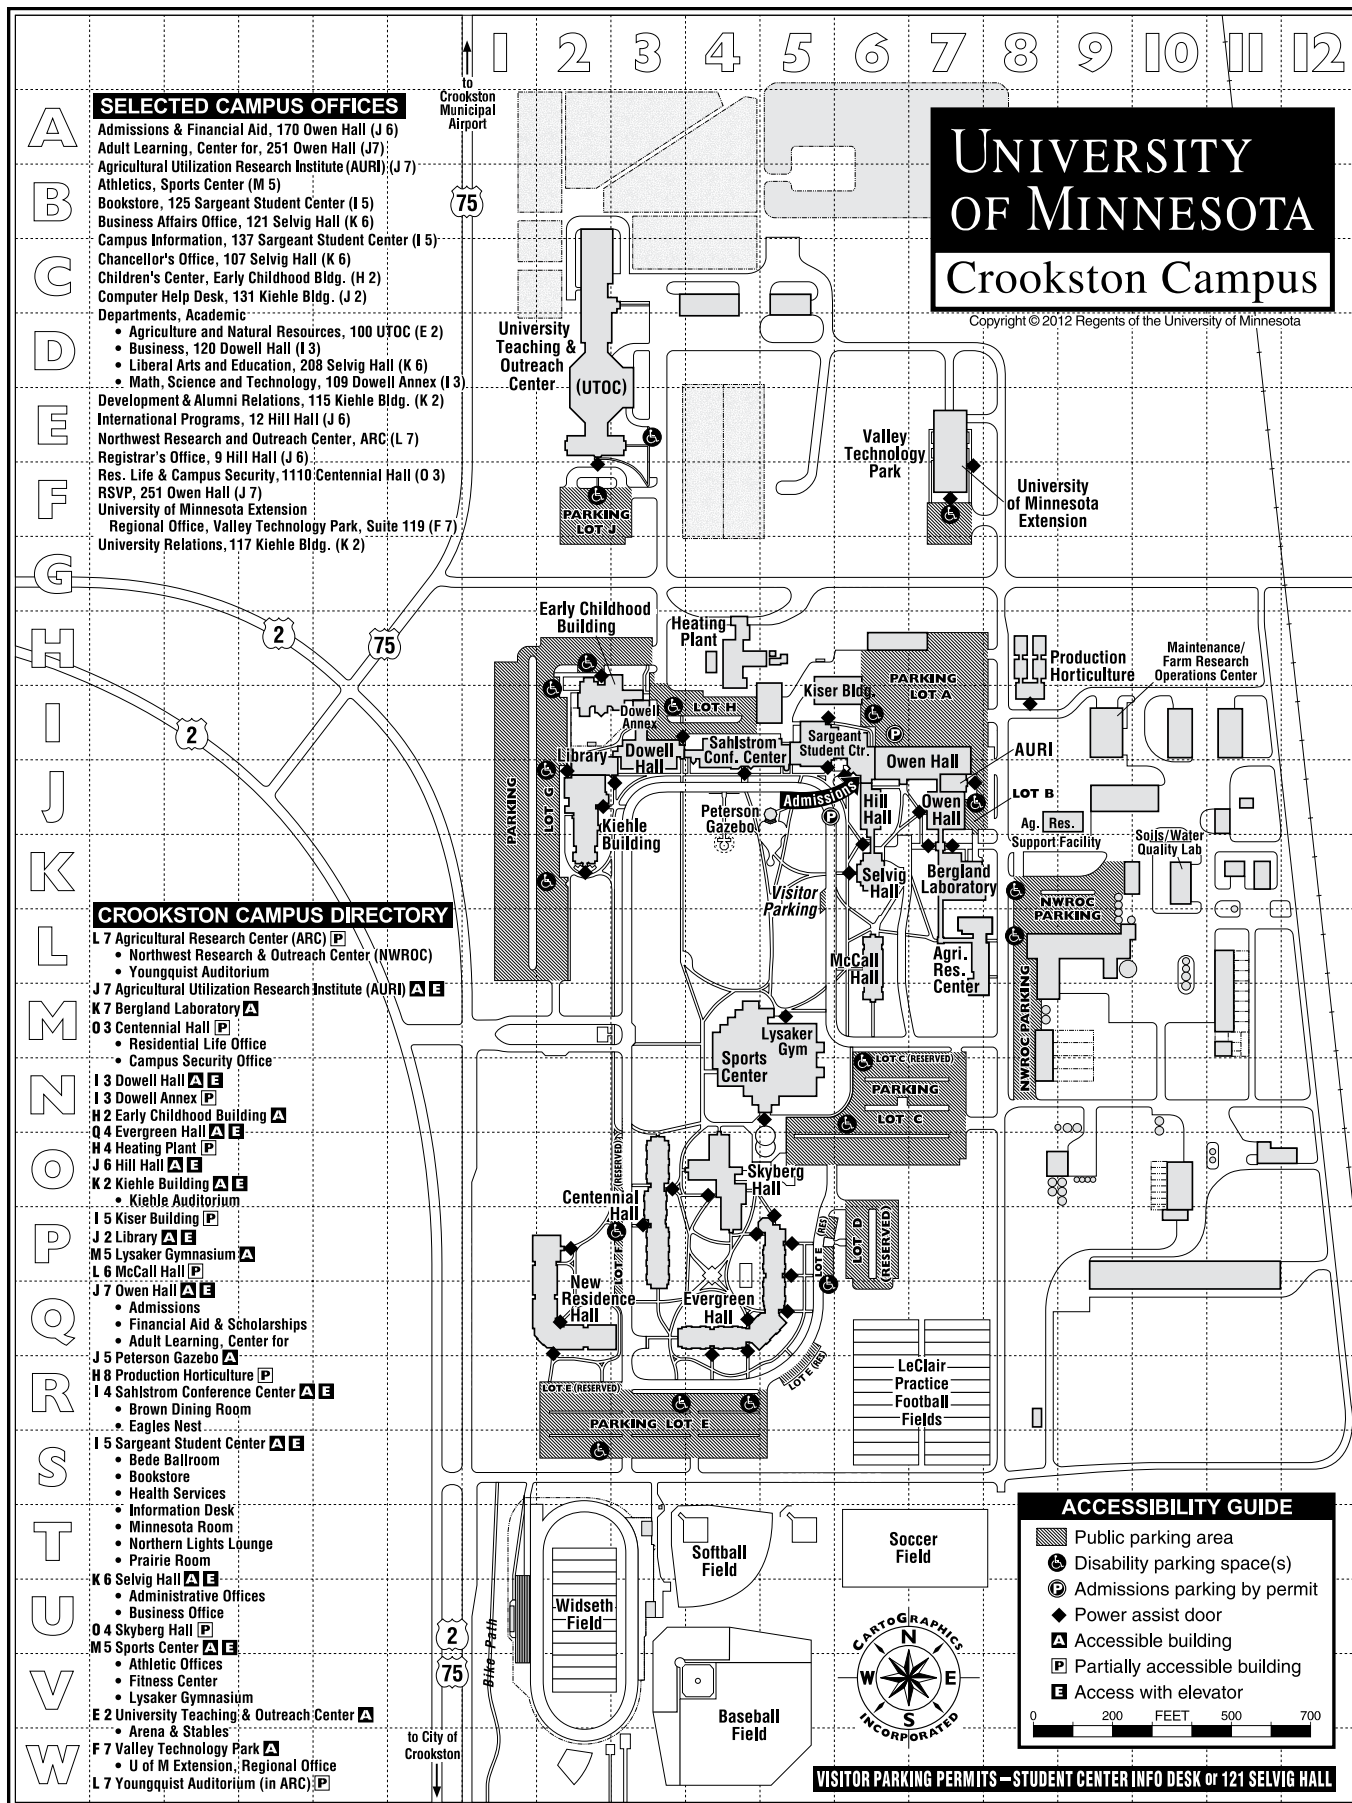 1 2 3 4 5 6 7 8 9 10 11 12
A
B
C
D
E
F
G
H
I
J
K
L
M
N
O
P
Q
R
S
T
U
V
W
to
Crookston
Municipal
Airport
75
UNIVERSITY
OF MINNESOTA
Crookston Campus
Copyright © 2012 Regents of the University of Minnesota
SELECTED CAMPUS OFFICES
Admissions & Financial Aid, 170 Owen Hall (J 6)
Adult Learning, Center for, 251 Owen Hall (J7)
Agricultural Utilization Research Institute (AURI) (J 7)
Athletics, Sports Center (M 5)
Bookstore, 125 Sargeant Student Center (I 5)
Business Affairs Office, 121 Selvig Hall (K 6)
Campus Information, 137 Sargeant Student Center (I 5)
Chancellor's Office, 107 Selvig Hall (K 6)
Children's Center, Early Childhood Bldg. (H 2)
Computer Help Desk, 131 Kiehle Bldg. (J 2)
Departments, Academic
• Agriculture and Natural Resources, 100 UTOC (E 2)
• Business, 120 Dowell Hall (I 3)
• Liberal Arts and Education, 208 Selvig Hall (K 6)
• Math, Science and Technology, 109 Dowell Annex (I 3)
Development & Alumni Relations, 115 Kiehle Bldg. (K 2)
International Programs, 12 Hill Hall (J 6)
Northwest Research and Outreach Center, ARC (L 7)
Registrar's Office, 9 Hill Hall (J 6)
Res. Life & Campus Security, 1110 Centennial Hall (O 3)
RSVP, 251 Owen Hall (J 7)
University of Minnesota Extension
Regional Office, Valley Technology Park, Suite 119 (F 7)
University Relations, 117 Kiehle Bldg. (K 2)
University
Teaching &
Outreach
Center
(UTOC)
PARKING
LOT J
Valley
Technology
Park
University
of Minnesota
Extension
2
75
2
Early Childhood
Building
Heating
Plant
Kiser Bldg.
PARKING
LOT A
P
Production
Horticulture
Maintenance/
Farm Research
Operations Center
Dowell
Annex
LOT H
Library
Dowell
Hall
Sahlstrom
Conf. Center
Sargeant
Student Ctr.
Owen Hall
AURI
PARKING
LOT G
Kiehle
Building
Peterson
Gazebo
Admissions
P
Hill
Hall
Owen
Hall
LOT B
Ag. Res.
Support Facility
Soils/Water
Quality Lab
Visitor
Parking
Selvig
Hall
Bergland
Laboratory
NWROC
PARKING
McCall
Hall
Agri.
Res.
Center
NWROC PARKING
CROOKSTON CAMPUS DIRECTORY
L 7 Agricultural Research Center (ARC) P
• Northwest Research & Outreach Center (NWROC)
• Youngquist Auditorium
J 7 Agricultural Utilization Research Institute (AURI) A E
K 7 Bergland Laboratory A
O 3 Centennial Hall P
• Residential Life Office
• Campus Security Office
I 3 Dowell Hall A E
I 3 Dowell Annex P
H 2 Early Childhood Building A
Q 4 Evergreen Hall A E
H 4 Heating Plant P
J 6 Hill Hall A E
K 2 Kiehle Building A E
• Kiehle Auditorium
I 5 Kiser Building P
J 2 Library A E
M 5 Lysaker Gymnasium A
L 6 McCall Hall P
J 7 Owen Hall A E
• Admissions
• Financial Aid & Scholarships
• Adult Learning, Center for
J 5 Peterson Gazebo A
H 8 Production Horticulture P
I 4 Sahlstrom Conference Center A E
• Brown Dining Room
• Eagles Nest
I 5 Sargeant Student Center A E
• Bede Ballroom
• Bookstore
• Health Services
• Information Desk
• Minnesota Room
• Northern Lights Lounge
• Prairie Room
K 6 Selvig Hall A E
• Administrative Offices
• Business Office
O 4 Skyberg Hall P
M 5 Sports Center A E
• Athletic Offices
• Fitness Center
• Lysaker Gymnasium
E 2 University Teaching & Outreach Center A
• Arena & Stables
F 7 Valley Technology Park A
• U of M Extension, Regional Office
L 7 Youngquist Auditorium (in ARC) P
Lysaker
Gym
Sports
Center
LOT C (RESERVED)
PARKING
LOT C
Skyberg
Hall
Centennial
Hall
LOT F (RESERVED)
LOT E (RES)
LOT D
(RESERVED)
New
Residence
Hall
Evergreen
Hall
LOT E (RES)
LOT E (RESERVED)
PARKING LOT E
LeClair
Practice
Football
Fields
Widseth
Field
Softball
Field
Soccer
Field
Baseball
Field
Bike Path
2
75
to City of
Crookston
CARTOGRAPHICS
INCORPORATED
N
W E
S
ACCESSIBILITY GUIDE
Public parking area
Disability parking space(s)
P Admissions parking by permit
Power assist door
A Accessible building
P Partially accessible building
E Access with elevator
0 200 FEET 500 700
VISITOR PARKING PERMITS — STUDENT CENTER INFO DESK or 121 SELVIG HALL